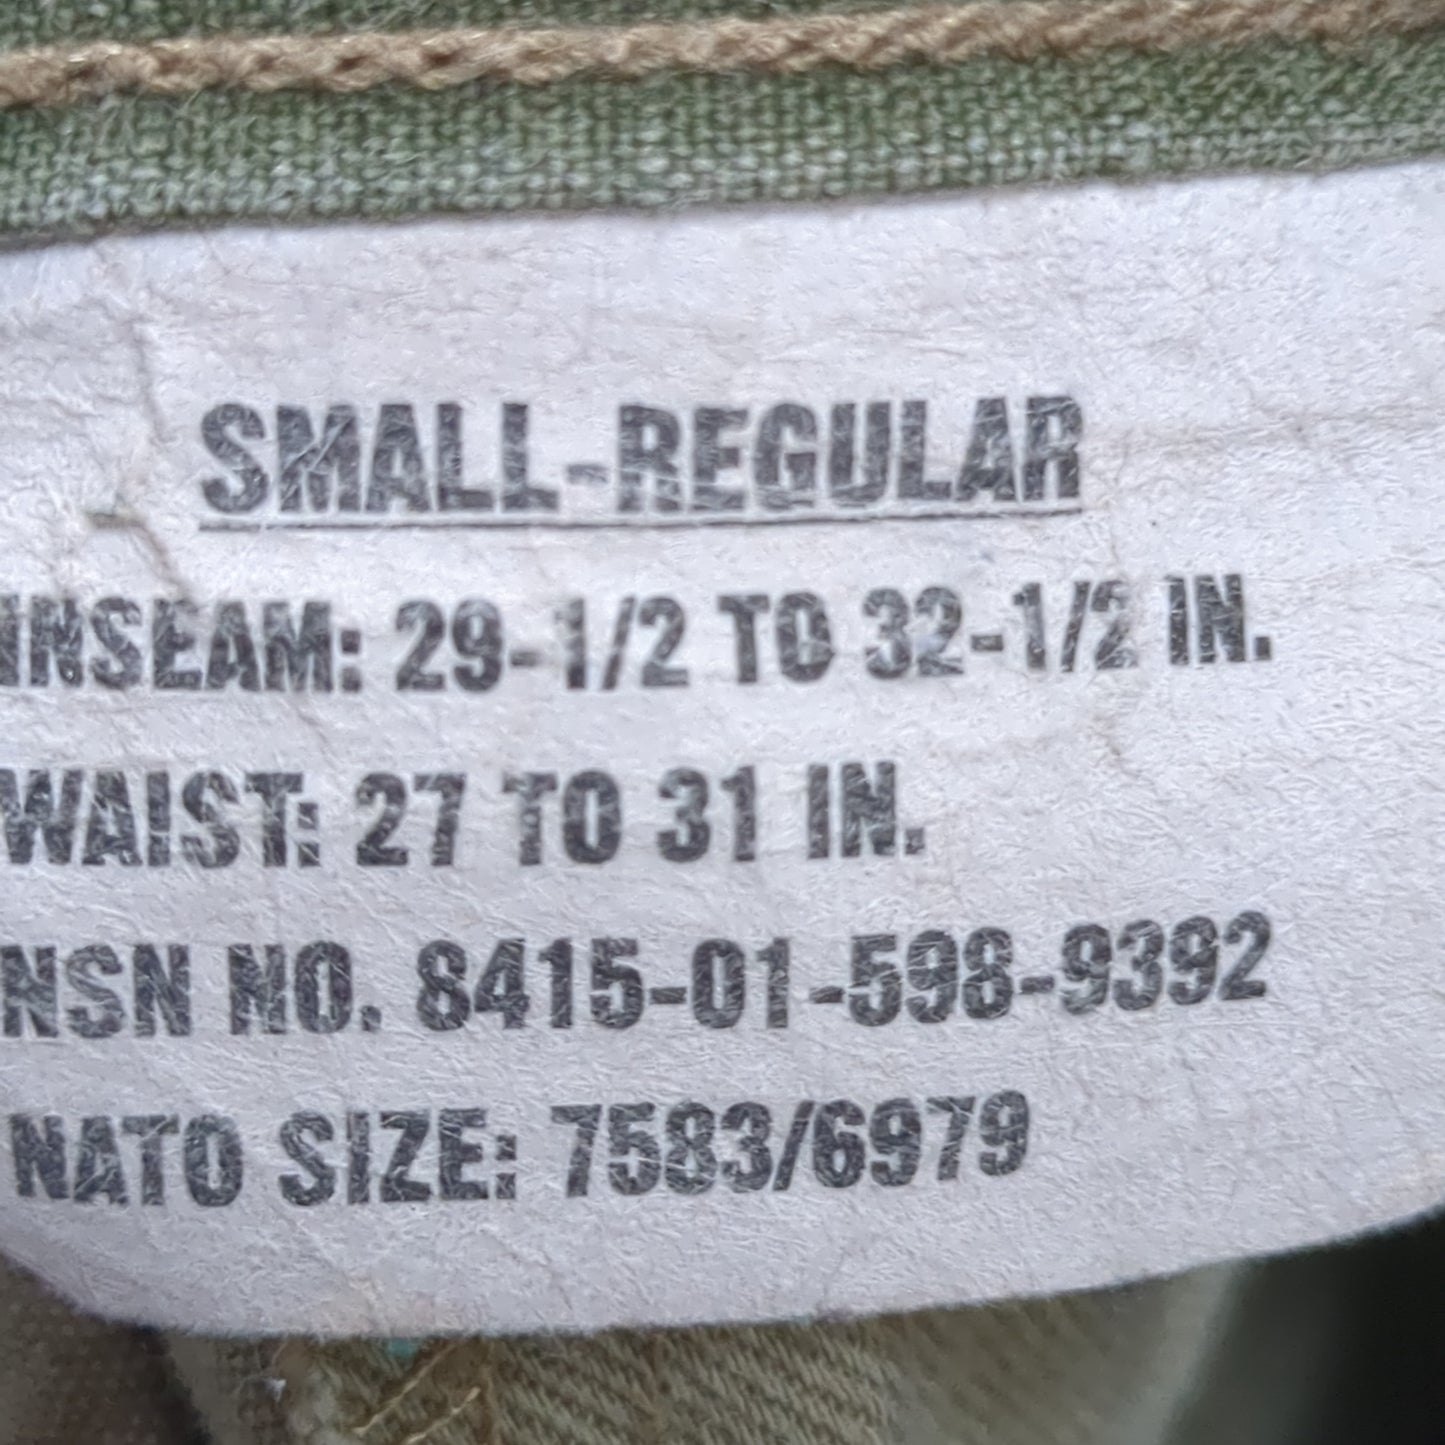 SMALL-REGULAR
INSEAM: 29-1/2 TO 32-1/2 IN.
WAIST: 27 TO 31 IN.
NSN NO. 8415-01-598-9392
NATO SIZE: 7583/6979